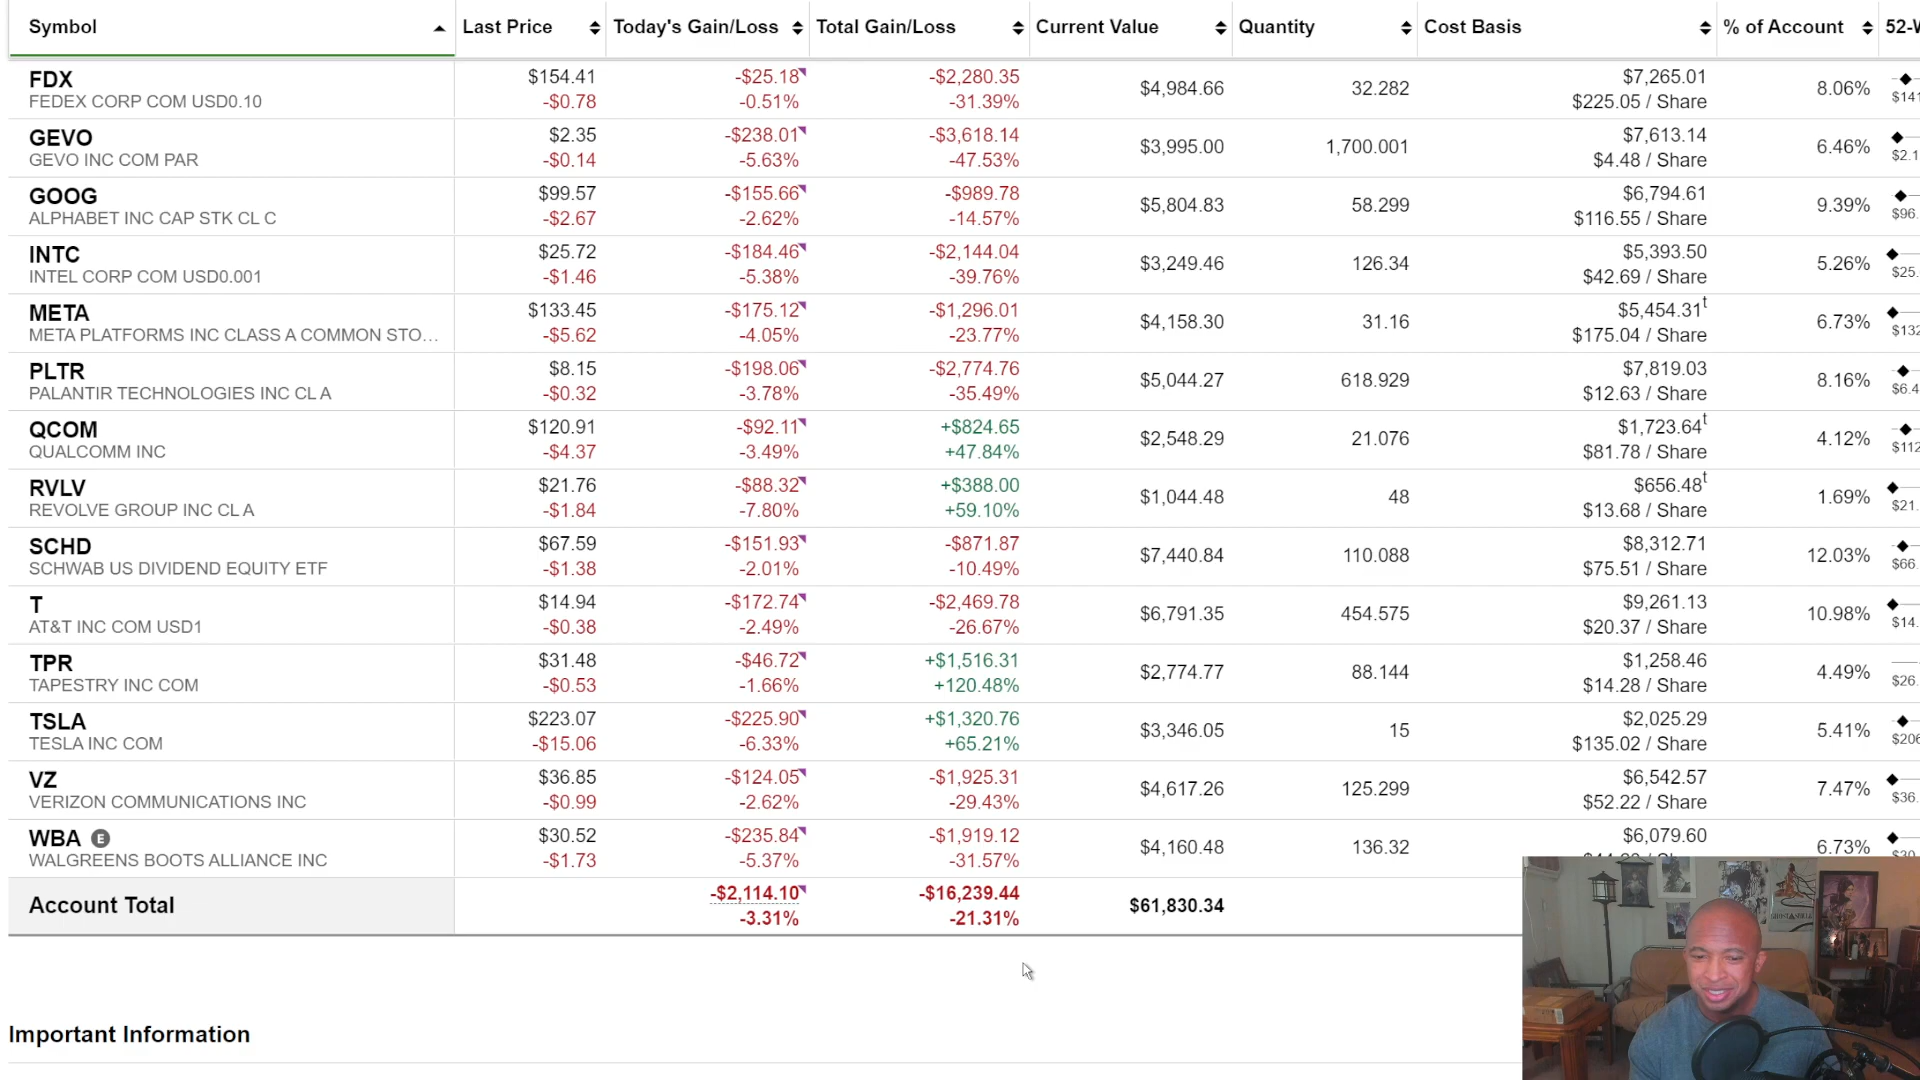 Symbol Last Price Today's Gain/Loss Total Gain/Loss Current Value Quantity Cost Basis % of Account 52-W
FDX $154.41 -$25.18 -$2,280.35 $4,984.66 32.282 $7,265.01 8.06%
FEDEX CORP COM USD0.10 -$0.78 -0.51% -31.39% $225.05 / Share $141
GEVO $2.35 -$238.01 -$3,618.14 $3,995.00 1,700.001 $7,613.14 6.46%
GEVO INC COM PAR -$0.14 -5.63% -47.53% $4.48 / Share $2.1
GOOG $99.57 -$155.66 -$989.78 $5,804.83 58.299 $6,794.61 9.39%
ALPHABET INC CAP STK CL C -$2.67 -2.62% -14.57% $116.55 / Share $96.
INTC $25.72 -$184.46 -$2,144.04 $3,249.46 126.34 $5,393.50 5.26%
INTEL CORP COM USD0.001 -$1.46 -5.38% -39.76% $42.69 / Share $25.
META $133.45 -$175.12 -$1,296.01 $4,158.30 31.16 $5,454.31t 6.73%
META PLATFORMS INC CLASS A COMMON STO… -$5.62 -4.05% -23.77% $175.04 / Share $132
PLTR $8.15 -$198.06 -$2,774.76 $5,044.27 618.929 $7,819.03 8.16%
PALANTIR TECHNOLOGIES INC CL A -$0.32 -3.78% -35.49% $12.63 / Share $6.4
QCOM $120.91 -$92.11 +$824.65 $2,548.29 21.076 $1,723.64t 4.12%
QUALCOMM INC -$4.37 -3.49% +47.84% $81.78 / Share $112
RVLV $21.76 -$88.32 +$388.00 $1,044.48 48 $656.48t 1.69%
REVOLVE GROUP INC CL A -$1.84 -7.80% +59.10% $13.68 / Share $21.
SCHD $67.59 -$151.93 -$871.87 $7,440.84 110.088 $8,312.71 12.03%
SCHWAB US DIVIDEND EQUITY ETF -$1.38 -2.01% -10.49% $75.51 / Share $66.
T $14.94 -$172.74 -$2,469.78 $6,791.35 454.575 $9,261.13 10.98%
AT&T INC COM USD1 -$0.38 -2.49% -26.67% $20.37 / Share $14.
TPR $31.48 -$46.72 +$1,516.31 $2,774.77 88.144 $1,258.46 4.49%
TAPESTRY INC COM -$0.53 -1.66% +120.48% $14.28 / Share $26.
TSLA $223.07 -$225.90 +$1,320.76 $3,346.05 15 $2,025.29 5.41%
TESLA INC COM -$15.06 -6.33% +65.21% $135.02 / Share $206
VZ $36.85 -$124.05 -$1,925.31 $4,617.26 125.299 $6,542.57 7.47%
VERIZON COMMUNICATIONS INC -$0.99 -2.62% -29.43% $52.22 / Share $36.
WBA E $30.52 -$235.84 -$1,919.12 $4,160.48 136.32 $6,079.60 6.73%
WALGREENS BOOTS ALLIANCE INC -$1.73 -5.37% -31.57%
Account Total -$2,114.10 -$16,239.44 $61,830.34
-3.31% -21.31%
Important Information